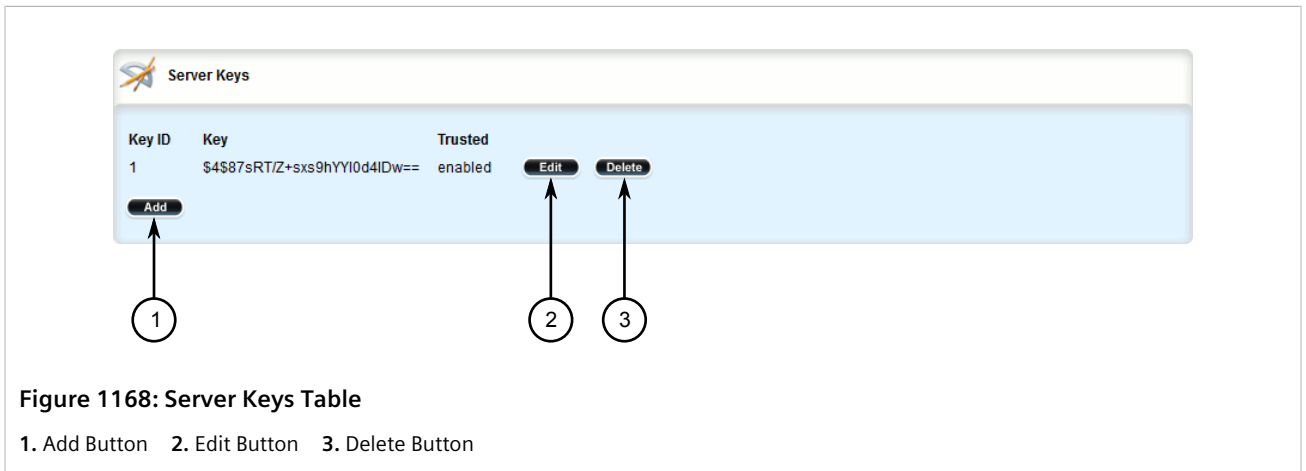 Server Keys
Key ID Key Trusted
1 $4$87sRT/Z+sxs9hYYI0d4IDw== enabled Edit Delete
Add
1 2 3
Figure 1168: Server Keys Table
1. Add Button 2. Edit Button 3. Delete Button